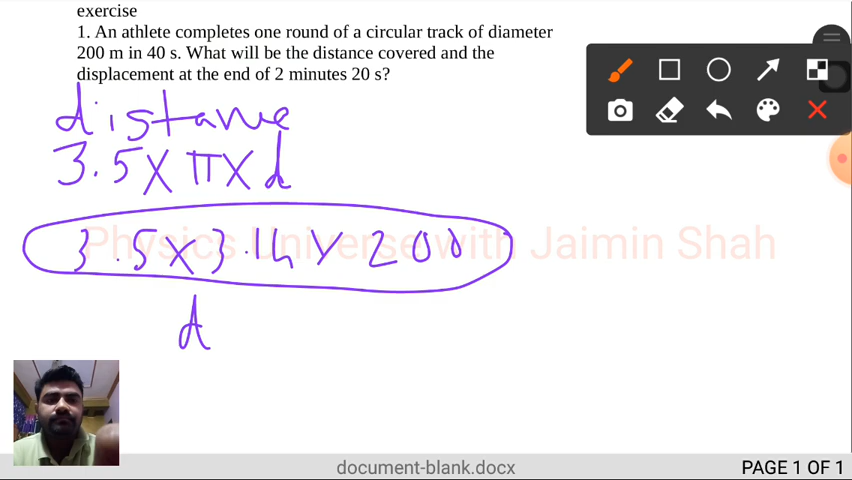 exercise
1. An athlete completes one round of a circular track of diameter
200 m in 40 s. What will be the distance covered and the
displacement at the end of 2 minutes 20 s?
distance
3.5 x π x d
3.5 x 3.14 x 200
Physics Universe with Jaimin Shah
d
document-blank.docx
PAGE 1 OF 1